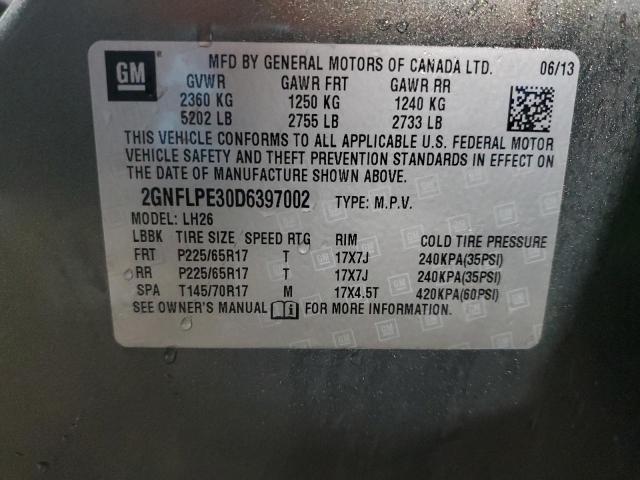 GM
MFD BY GENERAL MOTORS OF CANADA LTD. 06/13
GVWR GAWR FRT GAWR RR
2360 KG 1250 KG 1240 KG
5202 LB 2755 LB 2733 LB
THIS VEHICLE CONFORMS TO ALL APPLICABLE U.S. FEDERAL MOTOR
VEHICLE SAFETY AND THEFT PREVENTION STANDARDS IN EFFECT ON
THE DATE OF MANUFACTURE SHOWN ABOVE.
2GNFLPE30D6397002 TYPE: M.P.V.
MODEL: LH26
LBBK TIRE SIZE SPEED RTG RIM COLD TIRE PRESSURE
FRT P225/65R17 T 17X7J 240KPA(35PSI)
RR P225/65R17 T 17X7J 240KPA(35PSI)
SPA T145/70R17 M 17X4.5T 420KPA(60PSI)
SEE OWNER'S MANUAL FOR MORE INFORMATION.